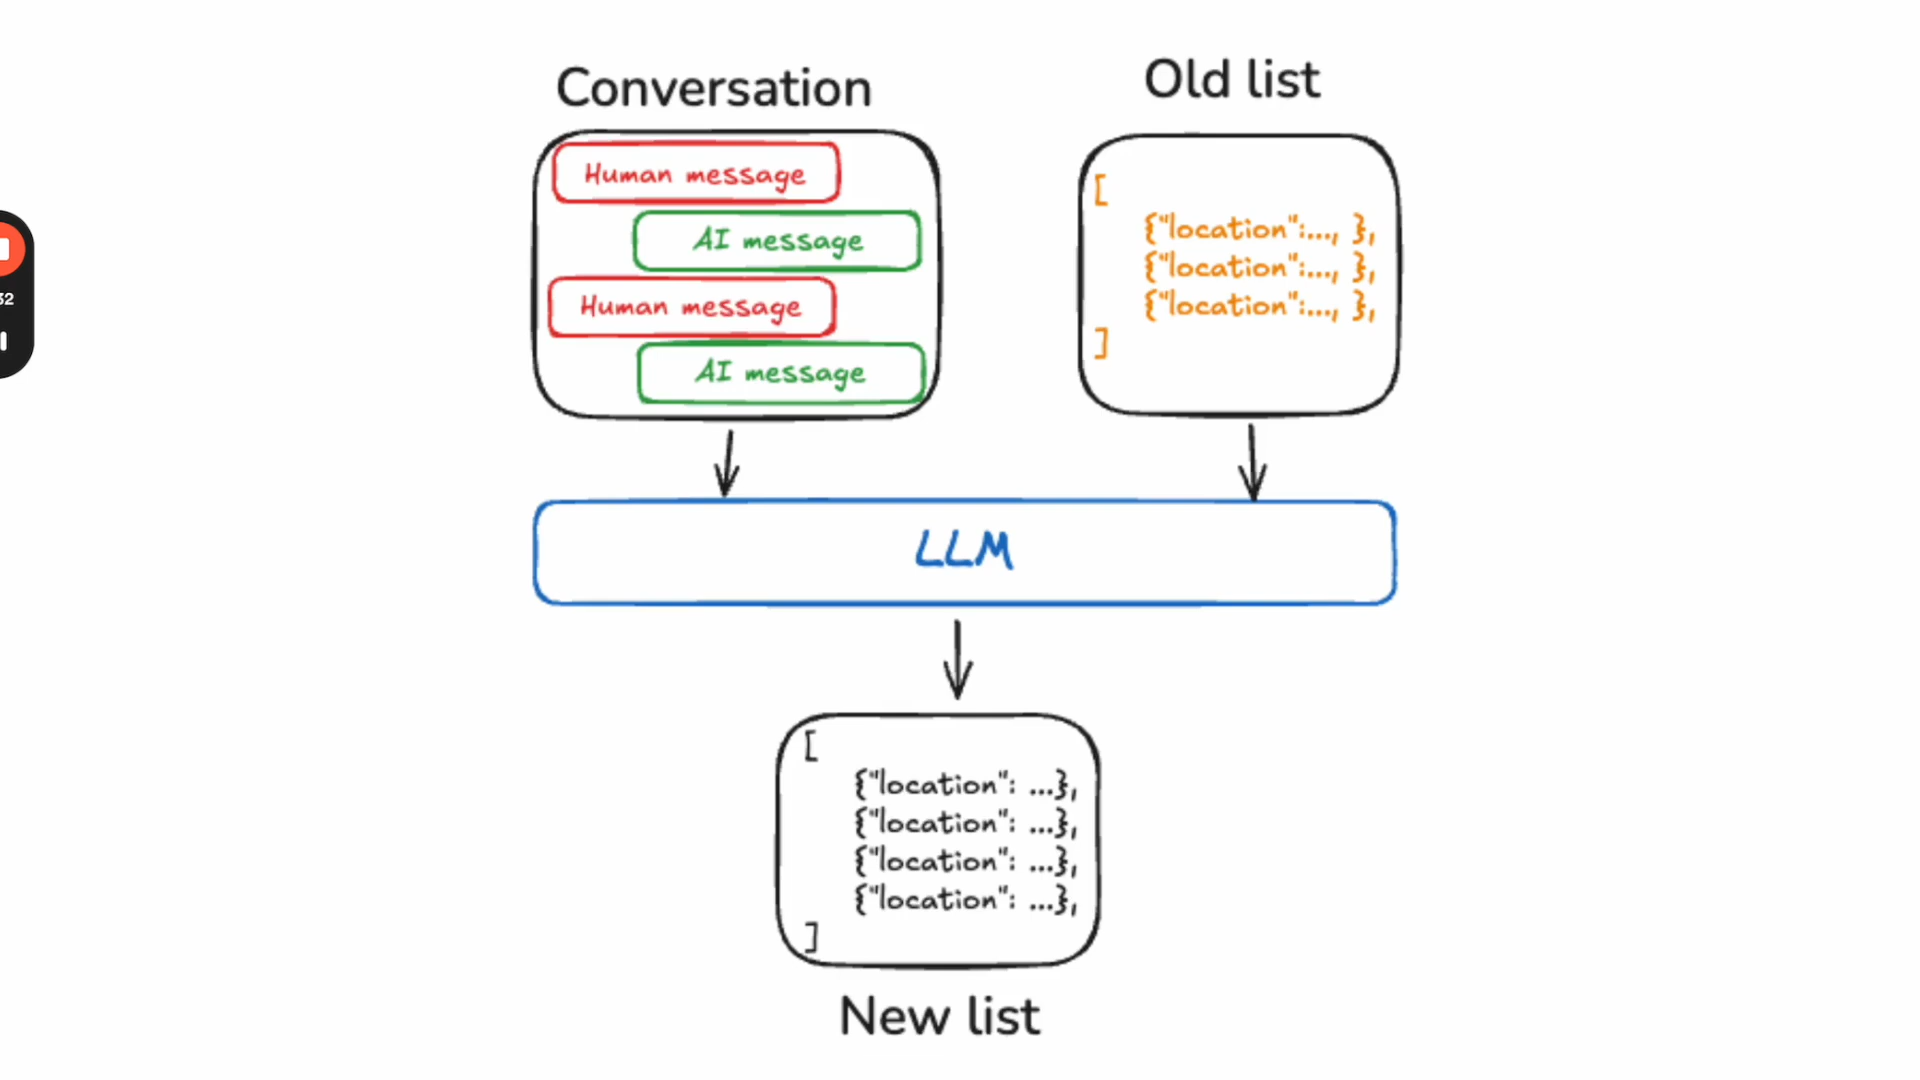 Conversation
Human message
AI message
Human message
AI message
Old list
[
{"location":..., },
{"location":..., },
{"location":..., },
]
32
LLM
[
{"location": ...},
{"location": ...},
{"location": ...},
{"location": ...},
]
New list